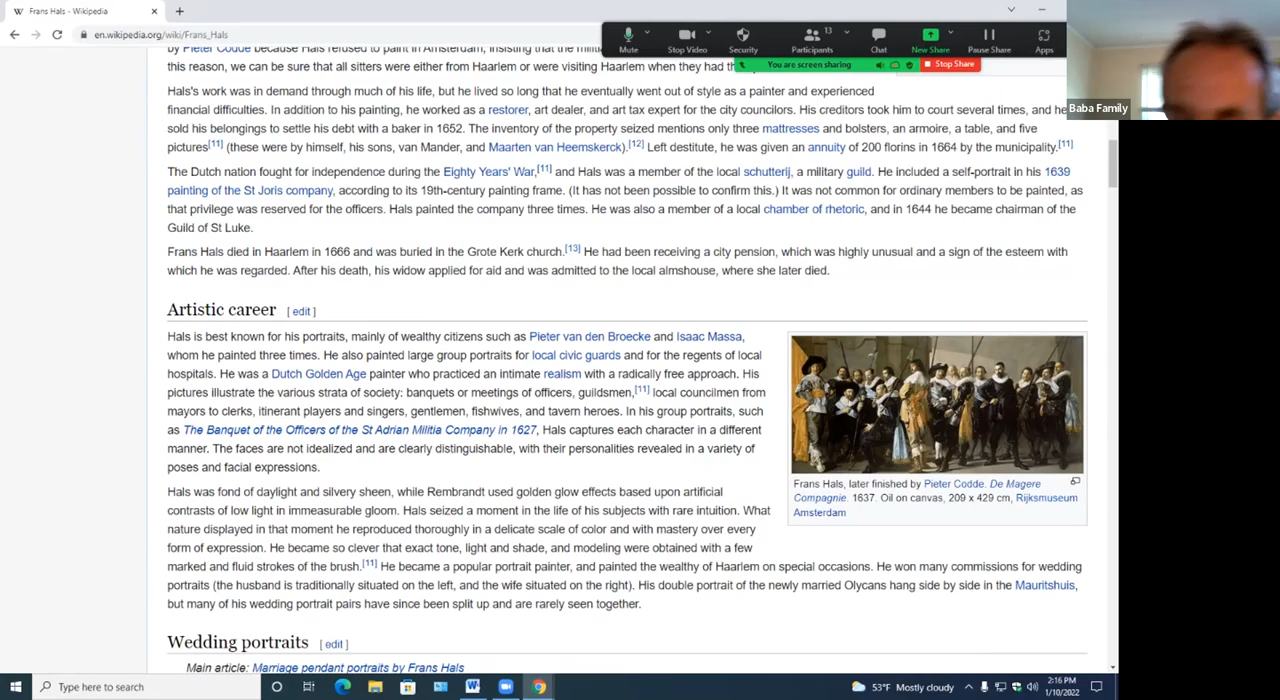 Frans Hals - Wikipedia
en.wikipedia.org/wiki/Frans_Hals
Mute
Stop Video
Security
Participants
13
Chat
New Share
Pause Share
Apps
You are screen sharing
Stop Share
Baba Family
by Pieter Codde because Hals refused to paint in Amsterdam, insisting that the
this reason, we can be sure that all sitters were either from Haarlem or were visiting Haarlem when they had
Hals's work was in demand through much of his life, but he lived so long that he eventually went out of style as a painter and experienced
financial difficulties. In addition to his painting, he worked as a restorer, art dealer, and art tax expert for the city councilors. His creditors took him to court several times, and he
sold his belongings to settle his debt with a baker in 1652. The inventory of the property seized mentions only three mattresses and bolsters, an armoire, a table, and five
pictures[11] (these were by himself, his sons, van Mander, and Maarten van Heemskerck).[12] Left destitute, he was given an annuity of 200 florins in 1664 by the municipality.[11]
The Dutch nation fought for independence during the Eighty Years' War,[11] and Hals was a member of the local schutterij, a military guild. He included a self-portrait in his 1639
painting of the St Joris company, according to its 19th-century painting frame. (It has not been possible to confirm this.) It was not common for ordinary members to be painted, as
that privilege was reserved for the officers. Hals painted the company three times. He was also a member of a local chamber of rhetoric, and in 1644 he became chairman of the
Guild of St Luke.
Frans Hals died in Haarlem in 1666 and was buried in the Grote Kerk church.[13] He had been receiving a city pension, which was highly unusual and a sign of the esteem with
which he was regarded. After his death, his widow applied for aid and was admitted to the local almshouse, where she later died.
Artistic career [ edit ]
Hals is best known for his portraits, mainly of wealthy citizens such as Pieter van den Broecke and Isaac Massa,
whom he painted three times. He also painted large group portraits for local civic guards and for the regents of local
hospitals. He was a Dutch Golden Age painter who practiced an intimate realism with a radically free approach. His
pictures illustrate the various strata of society: banquets or meetings of officers, guildsmen,[11] local councilmen from
mayors to clerks, itinerant players and singers, gentlemen, fishwives, and tavern heroes. In his group portraits, such
as The Banquet of the Officers of the St Adrian Militia Company in 1627, Hals captures each character in a different
manner. The faces are not idealized and are clearly distinguishable, with their personalities revealed in a variety of
poses and facial expressions.
Frans Hals, later finished by Pieter Codde. De Magere
Compagnie. 1637. Oil on canvas, 209 x 429 cm, Rijksmuseum
Amsterdam
Hals was fond of daylight and silvery sheen, while Rembrandt used golden glow effects based upon artificial
contrasts of low light in immeasurable gloom. Hals seized a moment in the life of his subjects with rare intuition. What
nature displayed in that moment he reproduced thoroughly in a delicate scale of color and with mastery over every
form of expression. He became so clever that exact tone, light and shade, and modeling were obtained with a few
marked and fluid strokes of the brush.[11] He became a popular portrait painter, and painted the wealthy of Haarlem on special occasions. He won many commissions for wedding
portraits (the husband is traditionally situated on the left, and the wife situated on the right). His double portrait of the newly married Olycans hang side by side in the Mauritshuis,
but many of his wedding portrait pairs have since been split up and are rarely seen together.
Wedding portraits [ edit ]
Main article: Marriage pendant portraits by Frans Hals
Type here to search
53°F Mostly cloudy
2:16 PM
1/10/2022